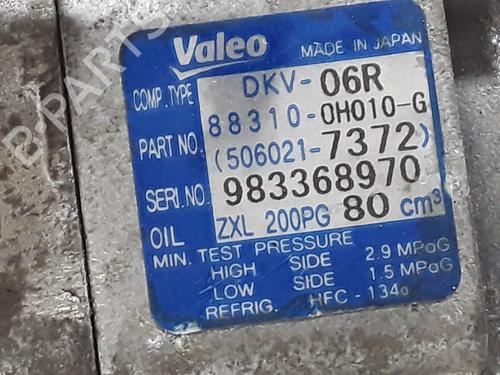 Valeo MADE IN JAPAN
COMP. TYPE DKV-06R
88310-0H010-G
PART NO. (506021-7372)
SERI.NO. 983368970
OIL ZXL 200PG 80 cm³
MIN. TEST PRESSURE
HIGH SIDE 2.9 MPaG
LOW SIDE 1.5 MPaG
REFRIG. HFC-134a
B-PARTS